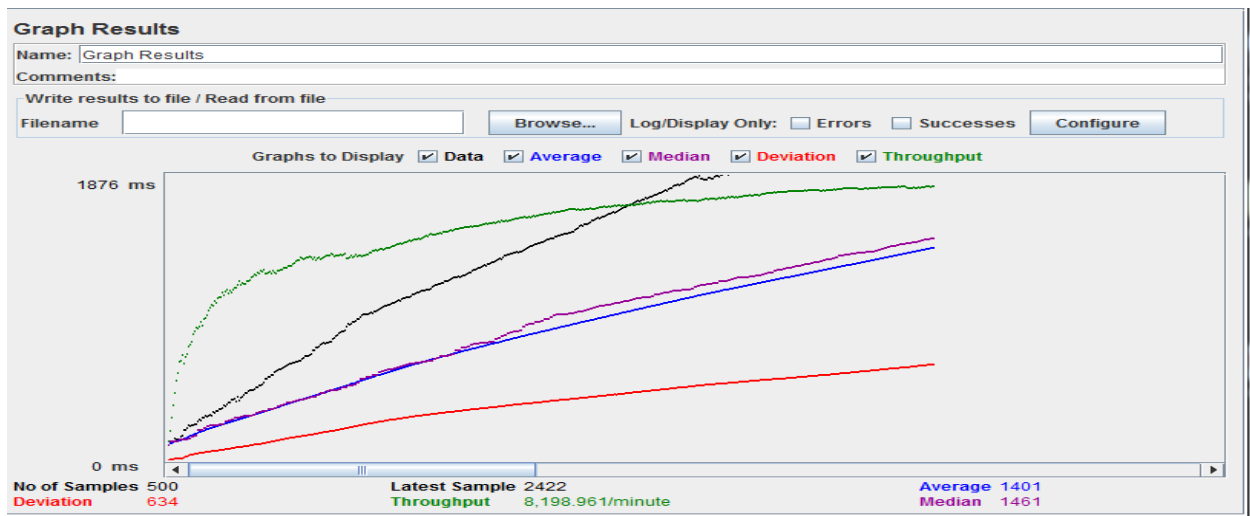 Graph Results
Name: Graph Results
Comments:
Write results to file / Read from file
Filename Browse... Log/Display Only: Errors Successes Configure
Graphs to Display Data Average Median Deviation Throughput
1876 ms
0 ms
No of Samples 500 Latest Sample 2422 Average 1401
Deviation 634 Throughput 8,198.961/minute Median 1461